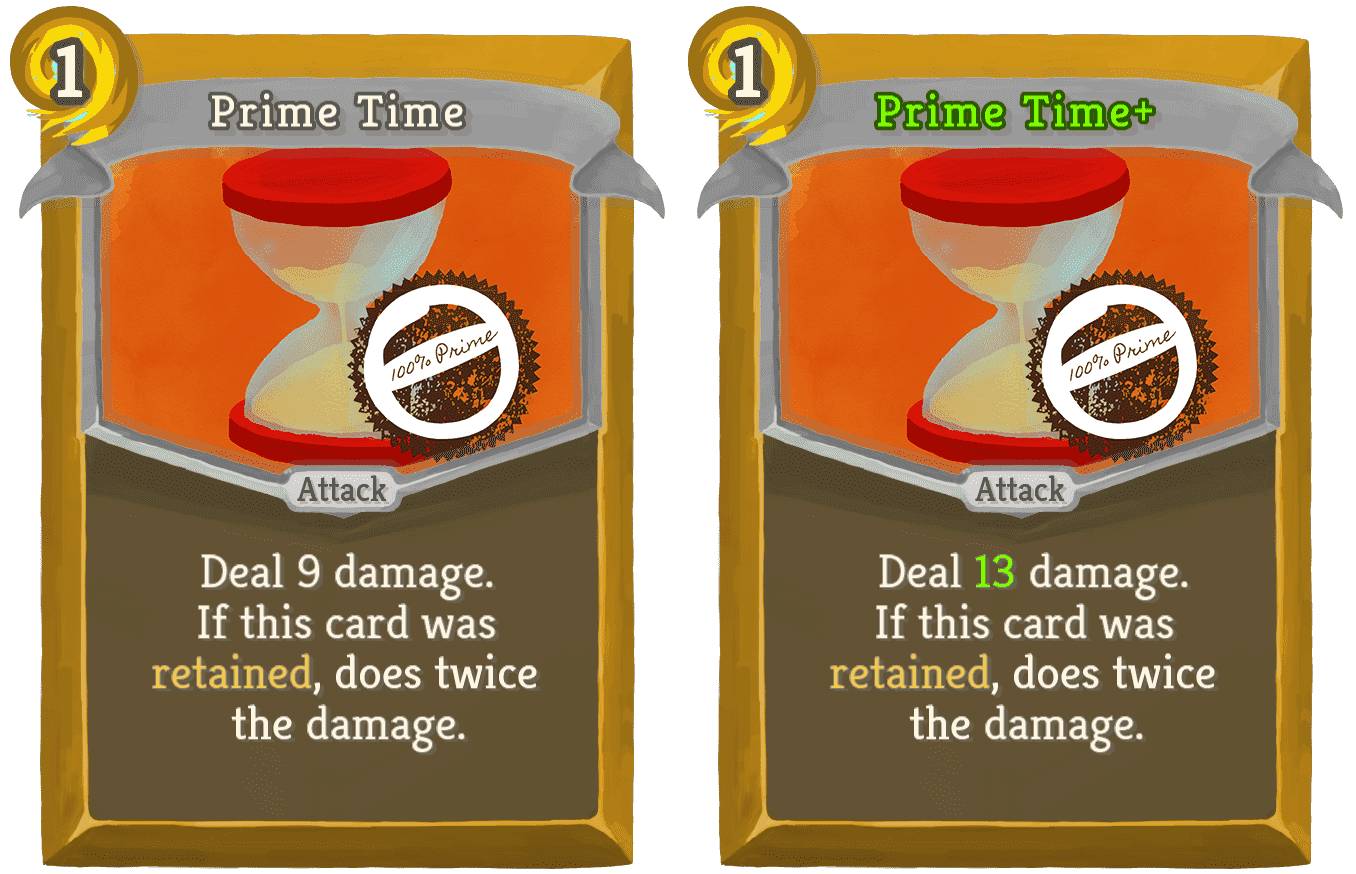 1
Prime Time
100% Prime
Attack
Deal 9 damage.
If this card was
retained, does twice
the damage.
1
Prime Time+
100% Prime
Attack
Deal 13 damage.
If this card was
retained, does twice
the damage.